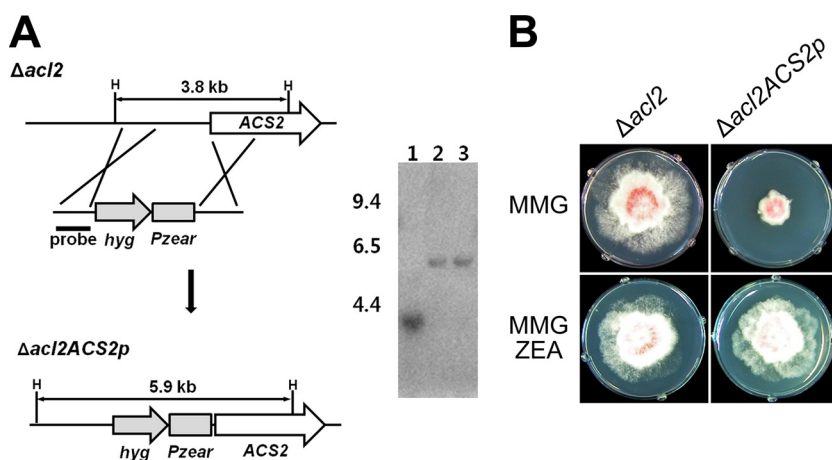 A
Δacl2
H
3.8 kb
H
ACS2
probe
hyg
Pzear
Δacl2ACS2p
H
5.9 kb
H
hyg
Pzear
ACS2
1 2 3
9.4
6.5
4.4
B
Δacl2
Δacl2ACS2p
MMG
MMG
ZEA